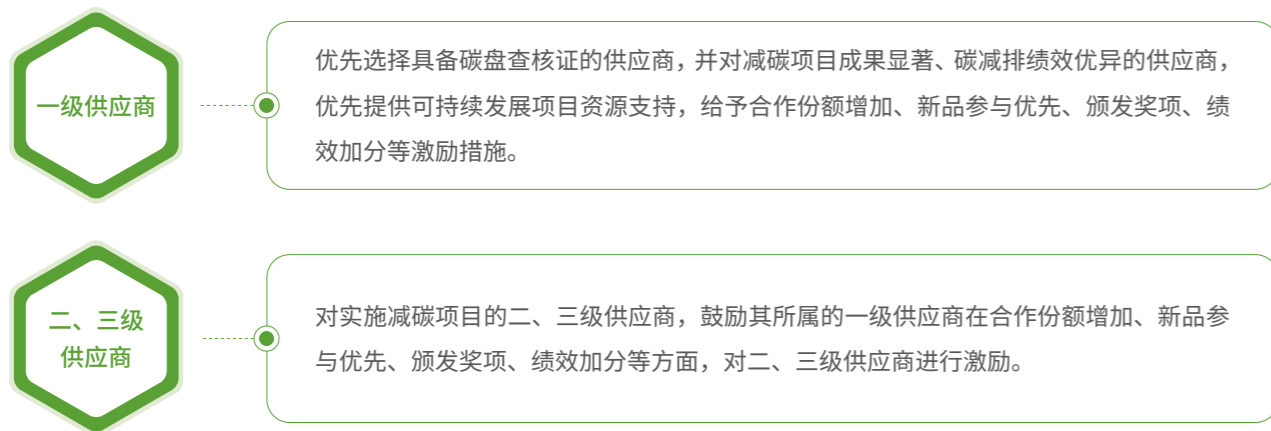 一级供应商
优先选择具备碳盘查核证的供应商，并对减碳项目成果显著、碳减排绩效优异的供应商，
优先提供可持续发展项目资源支持，给予合作份额增加、新品参与优先、颁发奖项、绩
效加分等激励措施。
二、三级
供应商
对实施减碳项目的二、三级供应商，鼓励其所属的一级供应商在合作份额增加、新品参
与优先、颁发奖项、绩效加分等方面，对二、三级供应商进行激励。